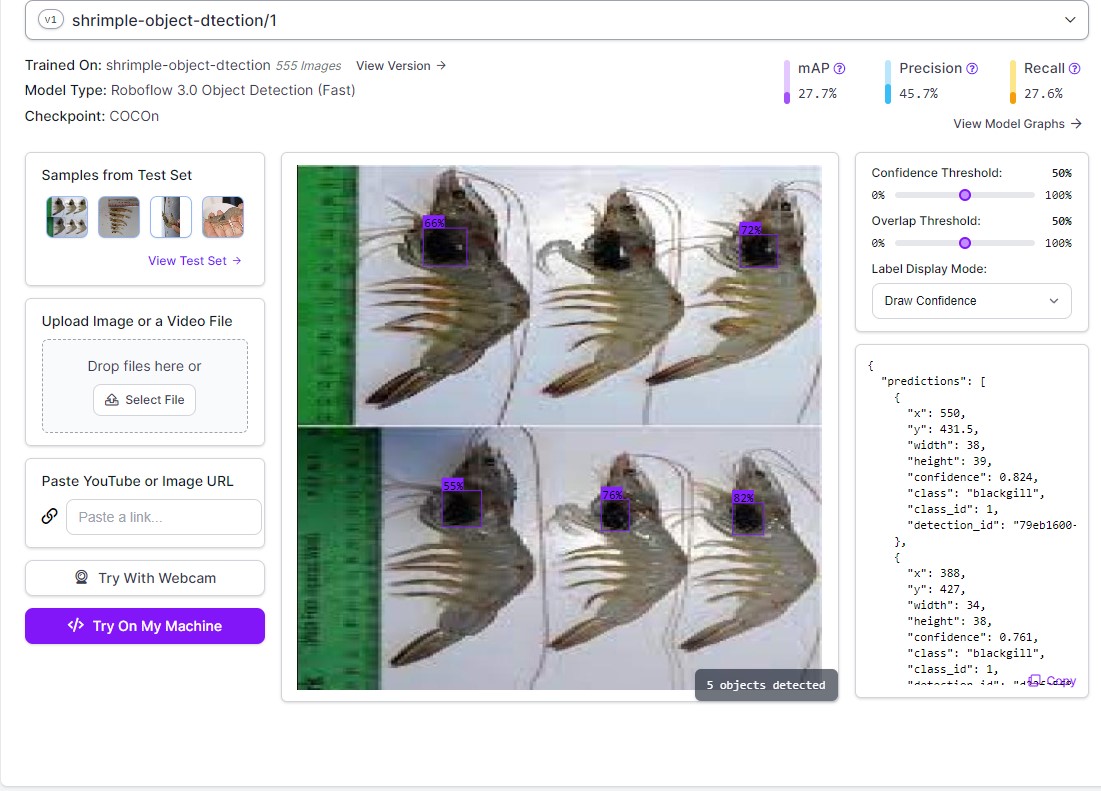 v1 shrimple-object-dtection/1
Trained On: shrimple-object-dtection 555 Images View Version →
Model Type: Roboflow 3.0 Object Detection (Fast)
Checkpoint: COCOn
mAP
27.7%
Precision
45.7%
Recall
27.6%
View Model Graphs →
Samples from Test Set
View Test Set →
Upload Image or a Video File
Drop files here or
Select File
Paste YouTube or Image URL
Paste a link...
Try With Webcam
Try On My Machine
66%
72%
55%
76%
82%
5 objects detected
Confidence Threshold: 50%
0% 100%
Overlap Threshold: 50%
0% 100%
Label Display Mode:
Draw Confidence
{
"predictions": [
{
"x": 550,
"y": 431.5,
"width": 38,
"height": 39,
"confidence": 0.824,
"class": "blackgill",
"class_id": 1,
"detection_id": "79eb1600-
},
{
"x": 388,
"y": 427,
"width": 34,
"height": 38,
"confidence": 0.761,
"class": "blackgill",
"class_id": 1,
"detection_id":
Copy